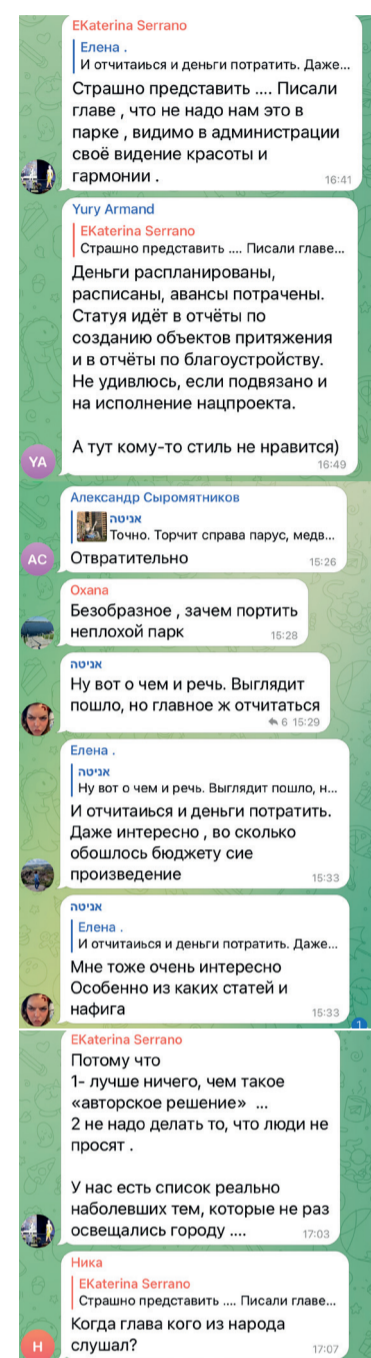 EKaterina Serrano
Елена .
И отчитаиься и деньги потратить. Даже...
Страшно представить .... Писали
главе , что не надо нам это в
парке , видимо в администрации
своё видение красоты и
гармонии .
16:41
Yury Armand
EKaterina Serrano
Страшно представить .... Писали главе...
Деньги распланированы,
расписаны, авансы потрачены.
Статуя идёт в отчёты по
созданию объектов притяжения
и в отчёты по благоустройству.
Не удивлюсь, если подвязано и
на исполнение нацпроекта.
А тут кому-то стиль не нравится)
16:49
YA
Александр Сыромятников
אניטה
Точно. Торчит справа парус, медв...
Отвратительно
15:26
АС
Oxana
Безобразное , зачем портить
неплохой парк
15:28
אניטה
Ну вот о чем и речь. Выглядит
пошло, но главное ж отчитаться
6 15:29
Елена .
אניטה
Ну вот о чем и речь. Выглядит пошло, н...
И отчитаиься и деньги потратить.
Даже интересно , во сколько
обошлось бюджету сие
произведение
15:33
אניטה
Елена .
И отчитаиься и деньги потратить. Даже...
Мне тоже очень интересно
Особенно из каких статей и
нафига
15:33
1
EKaterina Serrano
Потому что
1- лучше ничего, чем такое
«авторское решение» ...
2 не надо делать то, что люди не
просят .
У нас есть список реально
наболевших тем, которые не раз
освещались городу ....
17:03
Ника
EKaterina Serrano
Страшно представить .... Писали главе...
Когда глава кого из народа
слушал?
17:07
Н